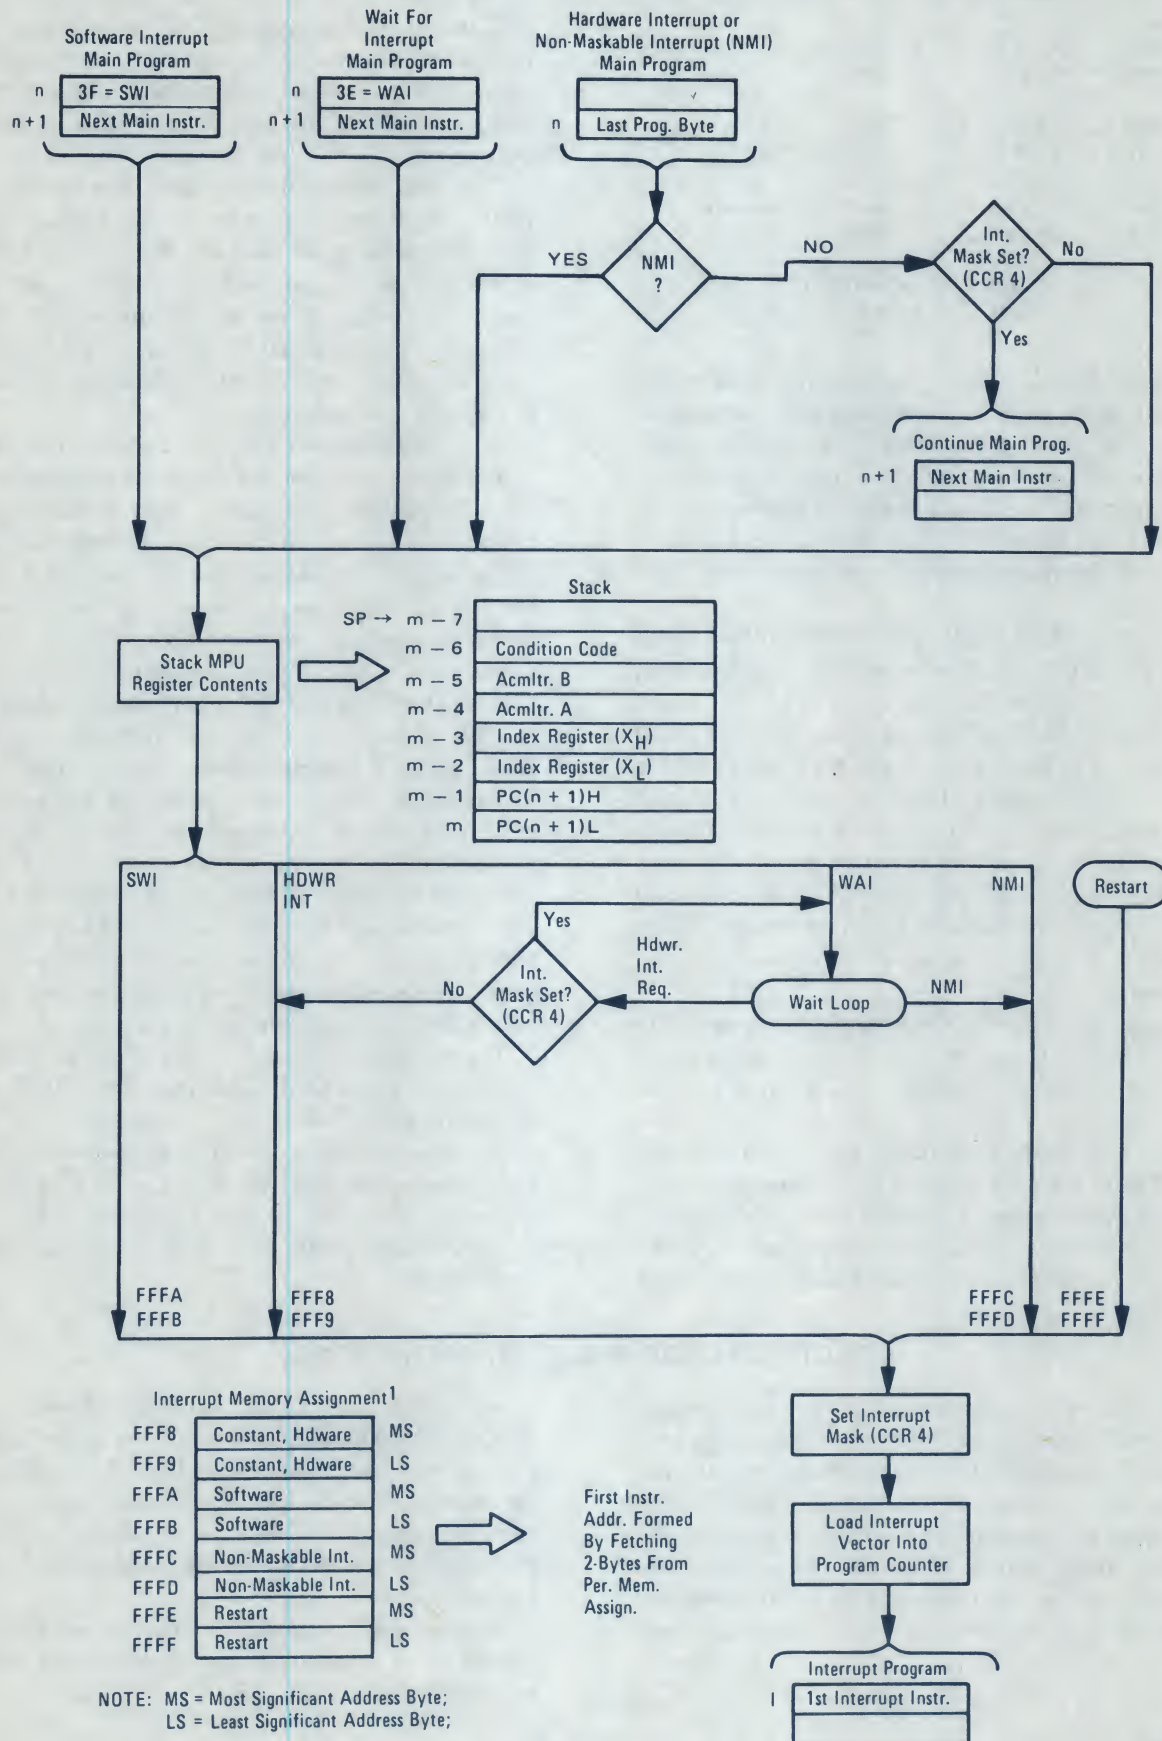 Software Interrupt
Main Program
n 3F = SWI
n + 1 Next Main Instr.
Wait For
Interrupt
Main Program
n 3E = WAI
n + 1 Next Main Instr.
Hardware Interrupt or
Non-Maskable Interrupt (NMI)
Main Program
n Last Prog. Byte
YES
NMI
?
NO
Int.
Mask Set?
(CCR 4)
No
Yes
Continue Main Prog.
n + 1 Next Main Instr.
Stack MPU
Register Contents
Stack
SP → m – 7
m – 6 Condition Code
m – 5 Acmltr. B
m – 4 Acmltr. A
m – 3 Index Register (XH)
m – 2 Index Register (XL)
m – 1 PC(n + 1)H
m PC(n + 1)L
SWI
HDWR
INT
WAI
NMI
Restart
Yes
Int.
Mask Set?
(CCR 4)
No
Hdwr.
Int.
Req.
Wait Loop
NMI
FFFA
FFFB
FFF8
FFF9
FFFC
FFFD
FFFE
FFFF
Interrupt Memory Assignment1
FFF8 Constant, Hdware MS
FFF9 Constant, Hdware LS
FFFA Software MS
FFFB Software LS
FFFC Non-Maskable Int. MS
FFFD Non-Maskable Int. LS
FFFE Restart MS
FFFF Restart LS
First Instr.
Addr. Formed
By Fetching
2-Bytes From
Per. Mem.
Assign.
Set Interrupt
Mask (CCR 4)
Load Interrupt
Vector Into
Program Counter
Interrupt Program
I 1st Interrupt Instr.
NOTE: MS = Most Significant Address Byte;
LS = Least Significant Address Byte;